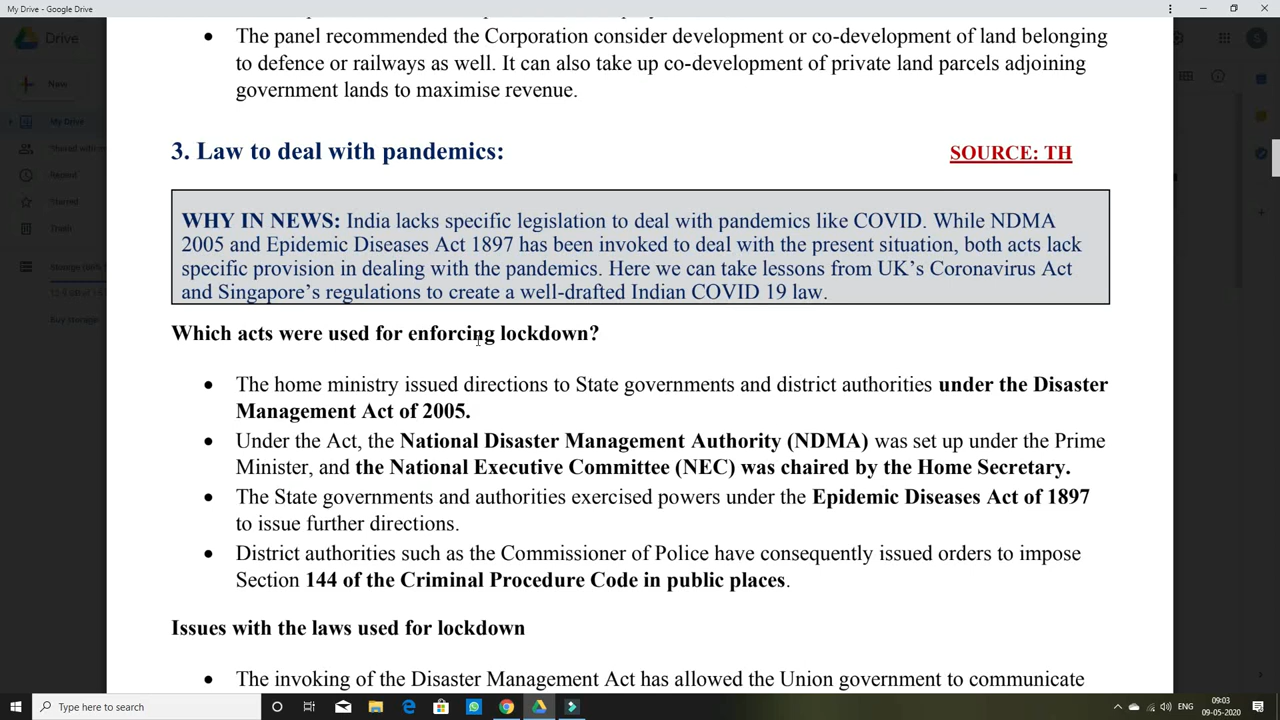 My Drive - Google Drive
Drive
The panel recommended the Corporation consider development or co-development of land belonging
to defence or railways as well. It can also take up co-development of private land parcels adjoining
government lands to maximise revenue.
New
My Drive
Shared with
Recent
Starred
Trash
Storage
Buy storage
3. Law to deal with pandemics:
SOURCE: TH
WHY IN NEWS: India lacks specific legislation to deal with pandemics like COVID. While NDMA
2005 and Epidemic Diseases Act 1897 has been invoked to deal with the present situation, both acts lack
specific provision in dealing with the pandemics. Here we can take lessons from UK's Coronavirus Act
and Singapore's regulations to create a well-drafted Indian COVID 19 law.
Which acts were used for enforcing lockdown?
The home ministry issued directions to State governments and district authorities under the Disaster
Management Act of 2005.
Under the Act, the National Disaster Management Authority (NDMA) was set up under the Prime
Minister, and the National Executive Committee (NEC) was chaired by the Home Secretary.
The State governments and authorities exercised powers under the Epidemic Diseases Act of 1897
to issue further directions.
District authorities such as the Commissioner of Police have consequently issued orders to impose
Section 144 of the Criminal Procedure Code in public places.
Issues with the laws used for lockdown
The invoking of the Disaster Management Act has allowed the Union government to communicate
Type here to search
ENG
09:03
09-05-2020